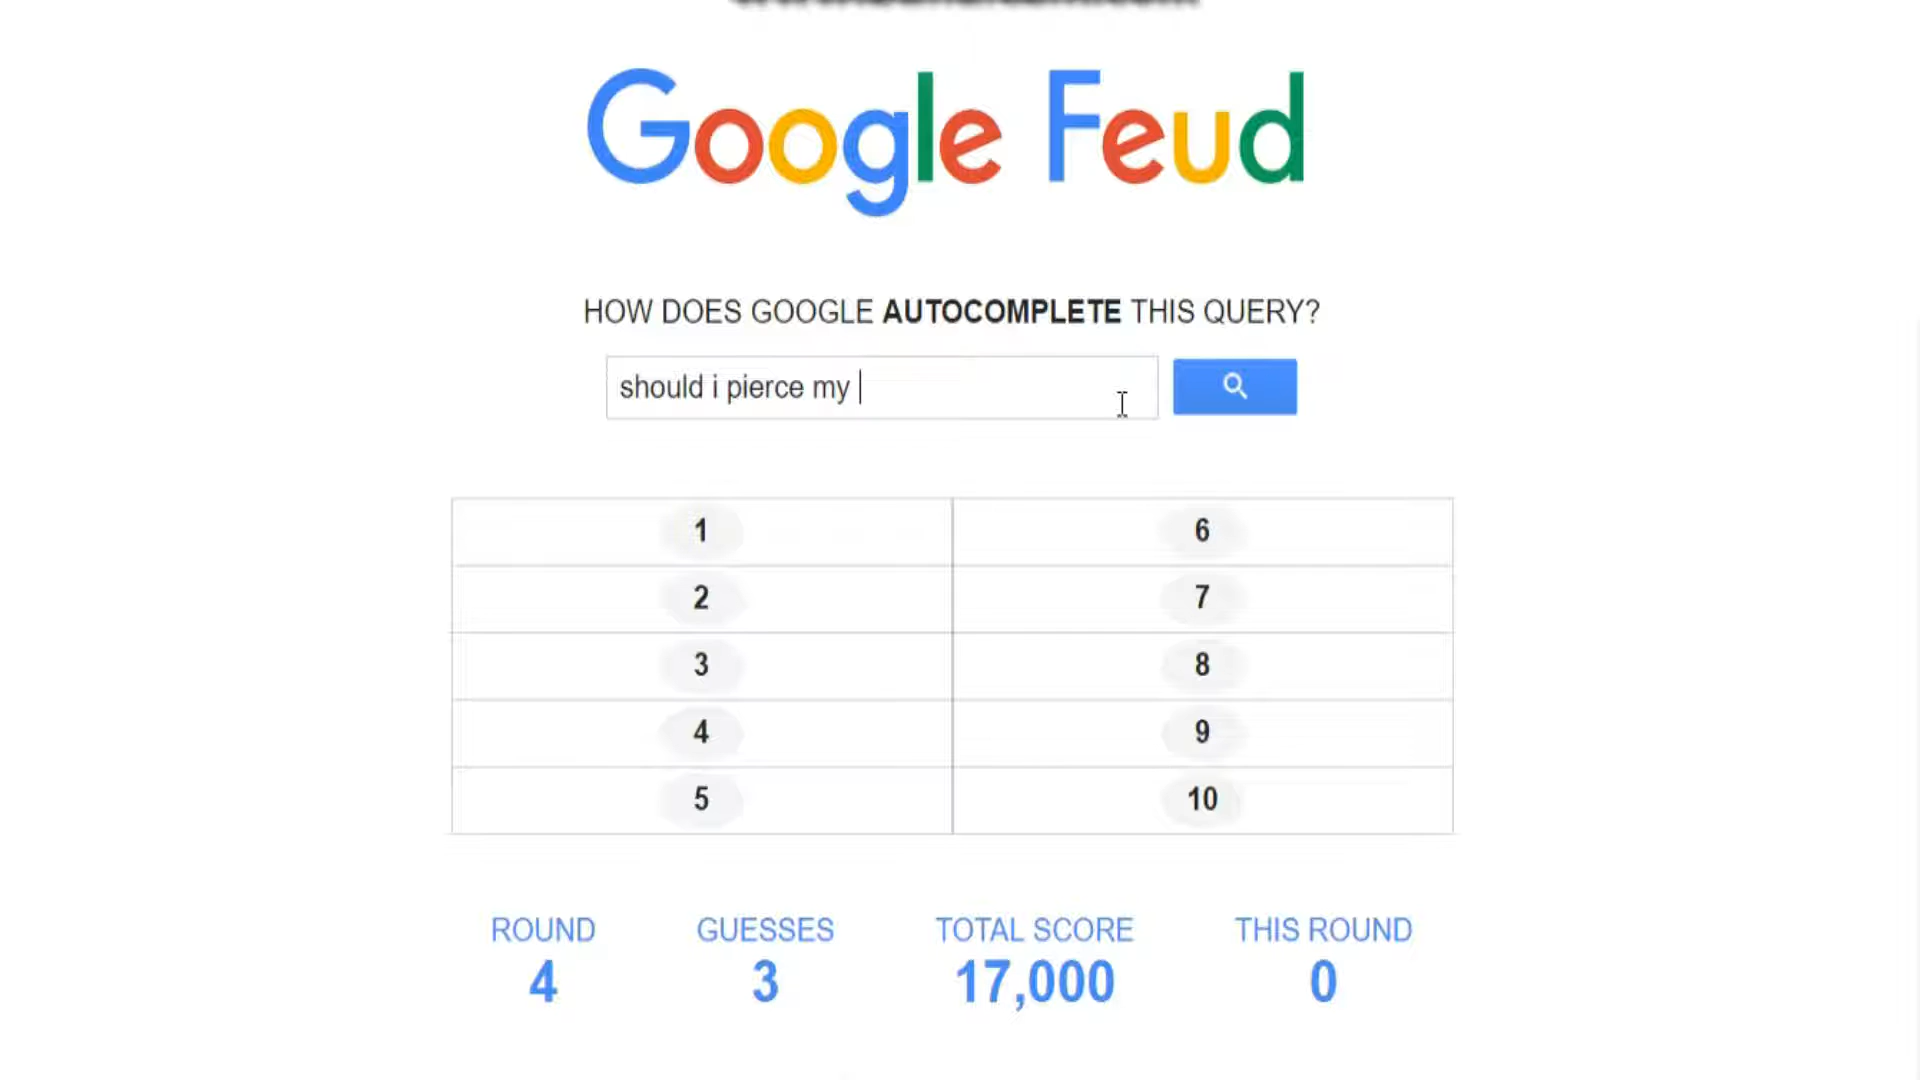 Google Feud
HOW DOES GOOGLE AUTOCOMPLETE THIS QUERY?
should i pierce my
1 6
2 7
3 8
4 9
5 10
ROUND GUESSES TOTAL SCORE THIS ROUND
4 3 17,000 0